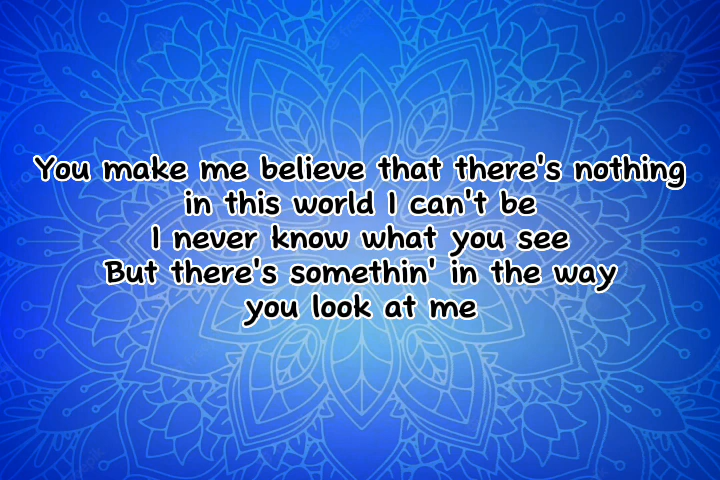 You make me believe that there's nothing
in this world I can't be
I never know what you see
But there's somethin' in the way
you look at me